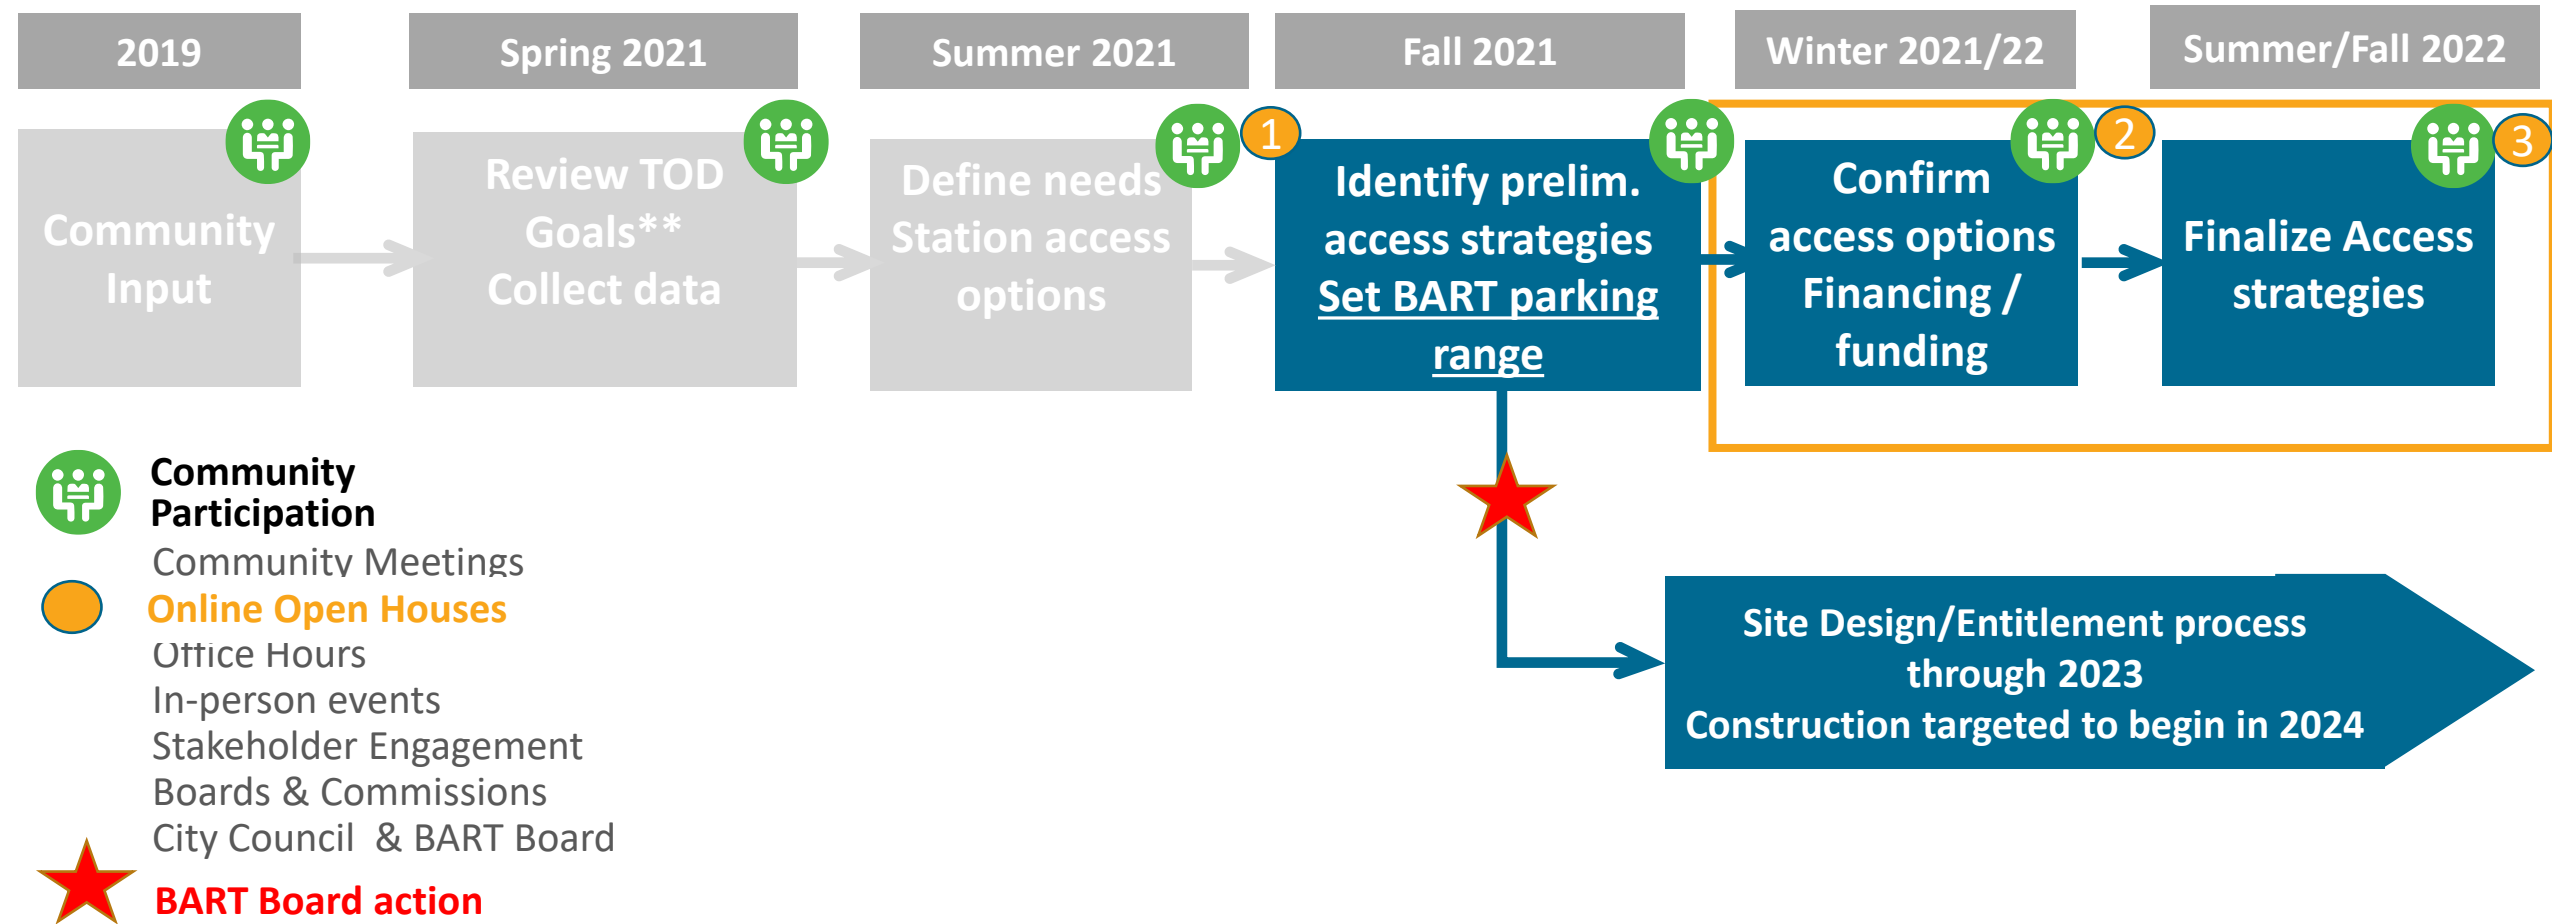 2019
Spring 2021
Summer 2021
Fall 2021
Winter 2021/22
Summer/Fall 2022
Community
Input
Review TOD
Goals**
Collect data
Define needs
Station access
options
1
Identify prelim.
access strategies
Set BART parking
range
Confirm
access options
Financing /
funding
2
Finalize Access
strategies
3
Community
Participation
Community Meetings
Online Open Houses
Office Hours
In-person events
Stakeholder Engagement
Boards & Commissions
City Council & BART Board
BART Board action
Site Design/Entitlement process
through 2023
Construction targeted to begin in 2024